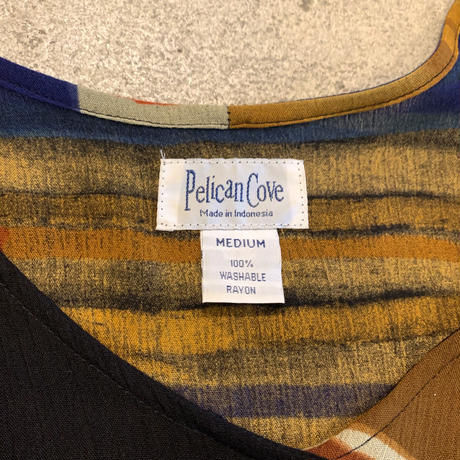 Pelican Cove
Made in Indonesia
MEDIUM
100%
WASHABLE
RAYON